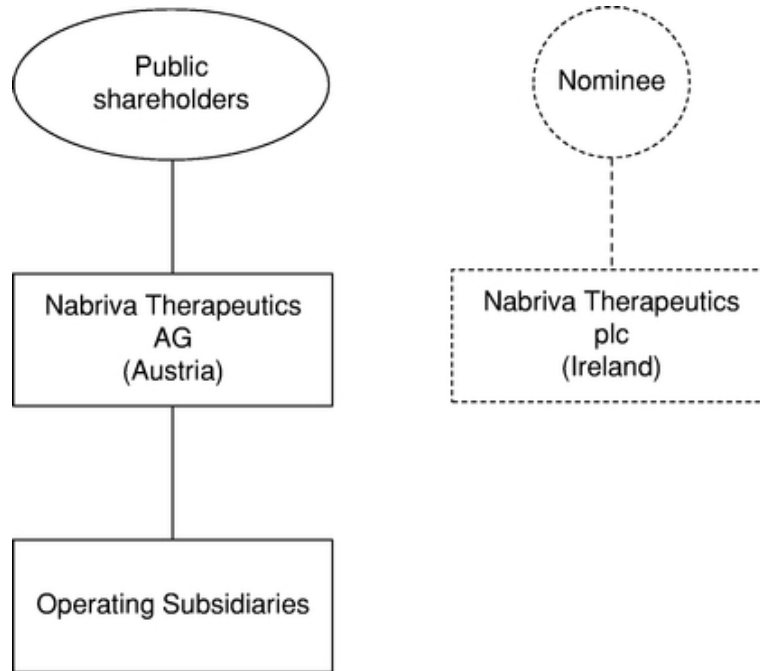 Public
shareholders
Nominee
Nabriva Therapeutics
AG
(Austria)
Nabriva Therapeutics
plc
(Ireland)
Operating Subsidiaries